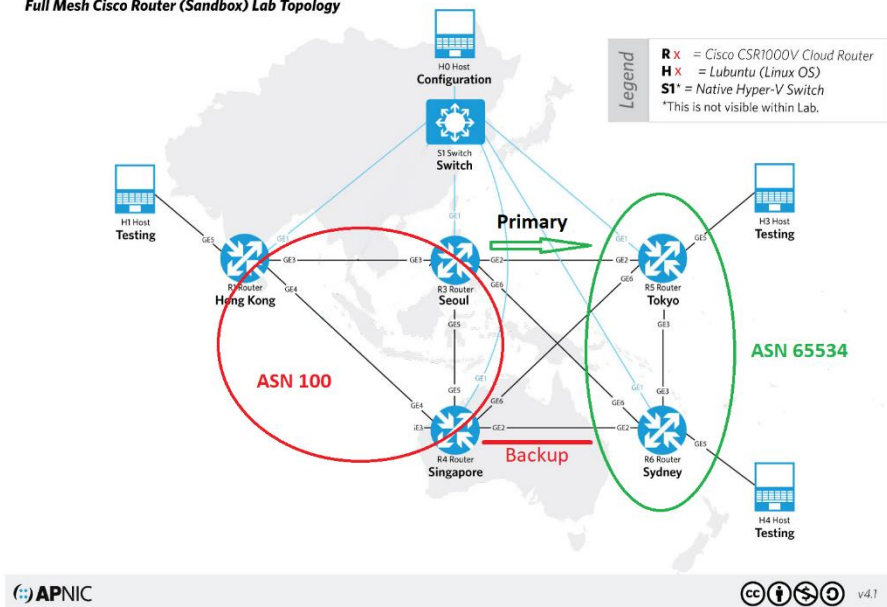 Full Mesh Cisco Router (Sandbox) Lab Topology
H0 Host
Configuration
Legend
R x = Cisco CSR1000V Cloud Router
H x = Lubuntu (Linux OS)
S1* = Native Hyper-V Switch
*This is not visible within Lab.
S1 Switch
Switch
H1 Host
Testing
H3 Host
Testing
Primary
GE5
GE1
GE1
GE1
GE5
GE3
GE3
GE2
GE2
R1 Router
Hong Kong
R3 Router
Seoul
R5 Router
Tokyo
GE4
GE6
GE6
GE5
GE3
ASN 100
ASN 65534
GE5
GE1
GE1
GE3
GE4
GE6
GE6
GE3
GE2
GE2
GE5
R4 Router
Singapore
Backup
R6 Router
Sydney
H4 Host
Testing
(::) APNIC
cc
v4.1